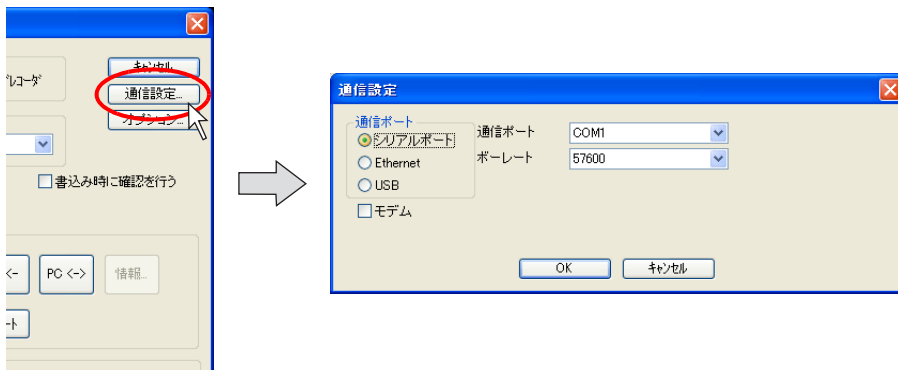 ﾞﾚｺｰﾀﾞ
ｷｬﾝｾﾙ
通信設定...
ｵﾌﾟｼｮﾝ...
書込み時に確認を行う
<-
PC <->
情報...
ｰﾄ
通信設定
通信ポート
シリアルポート
Ethernet
USB
モデム
通信ポート COM1
ボーレート 57600
OK ｷｬﾝｾﾙ